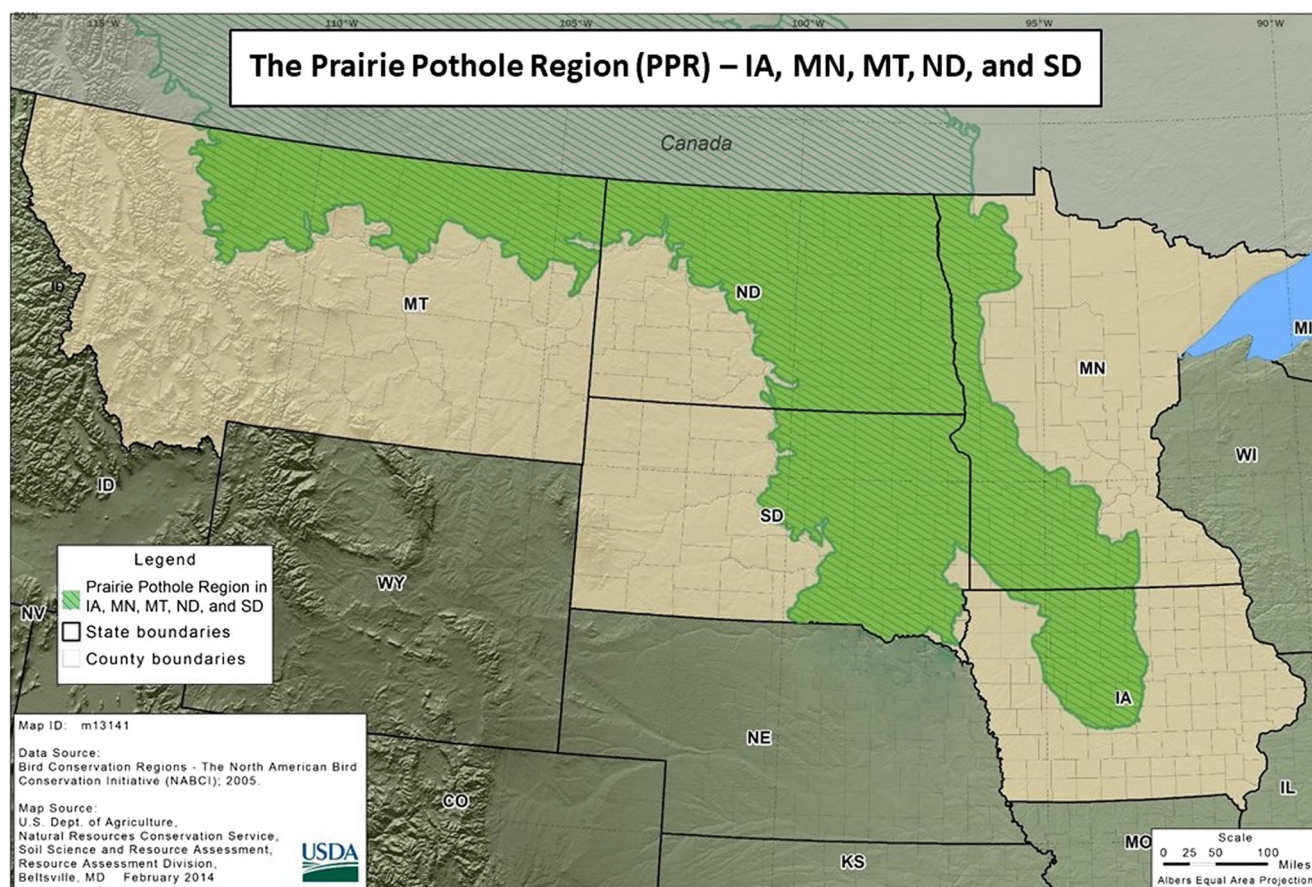 50°W 115°W 110°W 105°W 100°W 95°W 90°W
The Prairie Pothole Region (PPR) – IA, MN, MT, ND, and SD
Canada
ID
MT
ND
MN
MI
ID
SD
WI
WY
NV
IA
NE
CO
IL
MO
KS
Legend
Prairie Pothole Region in
IA, MN, MT, ND, and SD
State boundaries
County boundaries
Map ID: m13141
Data Source:
Bird Conservation Regions - The North American Bird
Conservation Initiative (NABCI); 2005.
Map Source:
U.S. Dept. of Agriculture,
Natural Resources Conservation Service,
Soil Science and Resource Assessment,
Resource Assessment Division,
Beltsville, MD February 2014
USDA
Scale
0 25 50 100
Miles
Albers Equal Area Projection